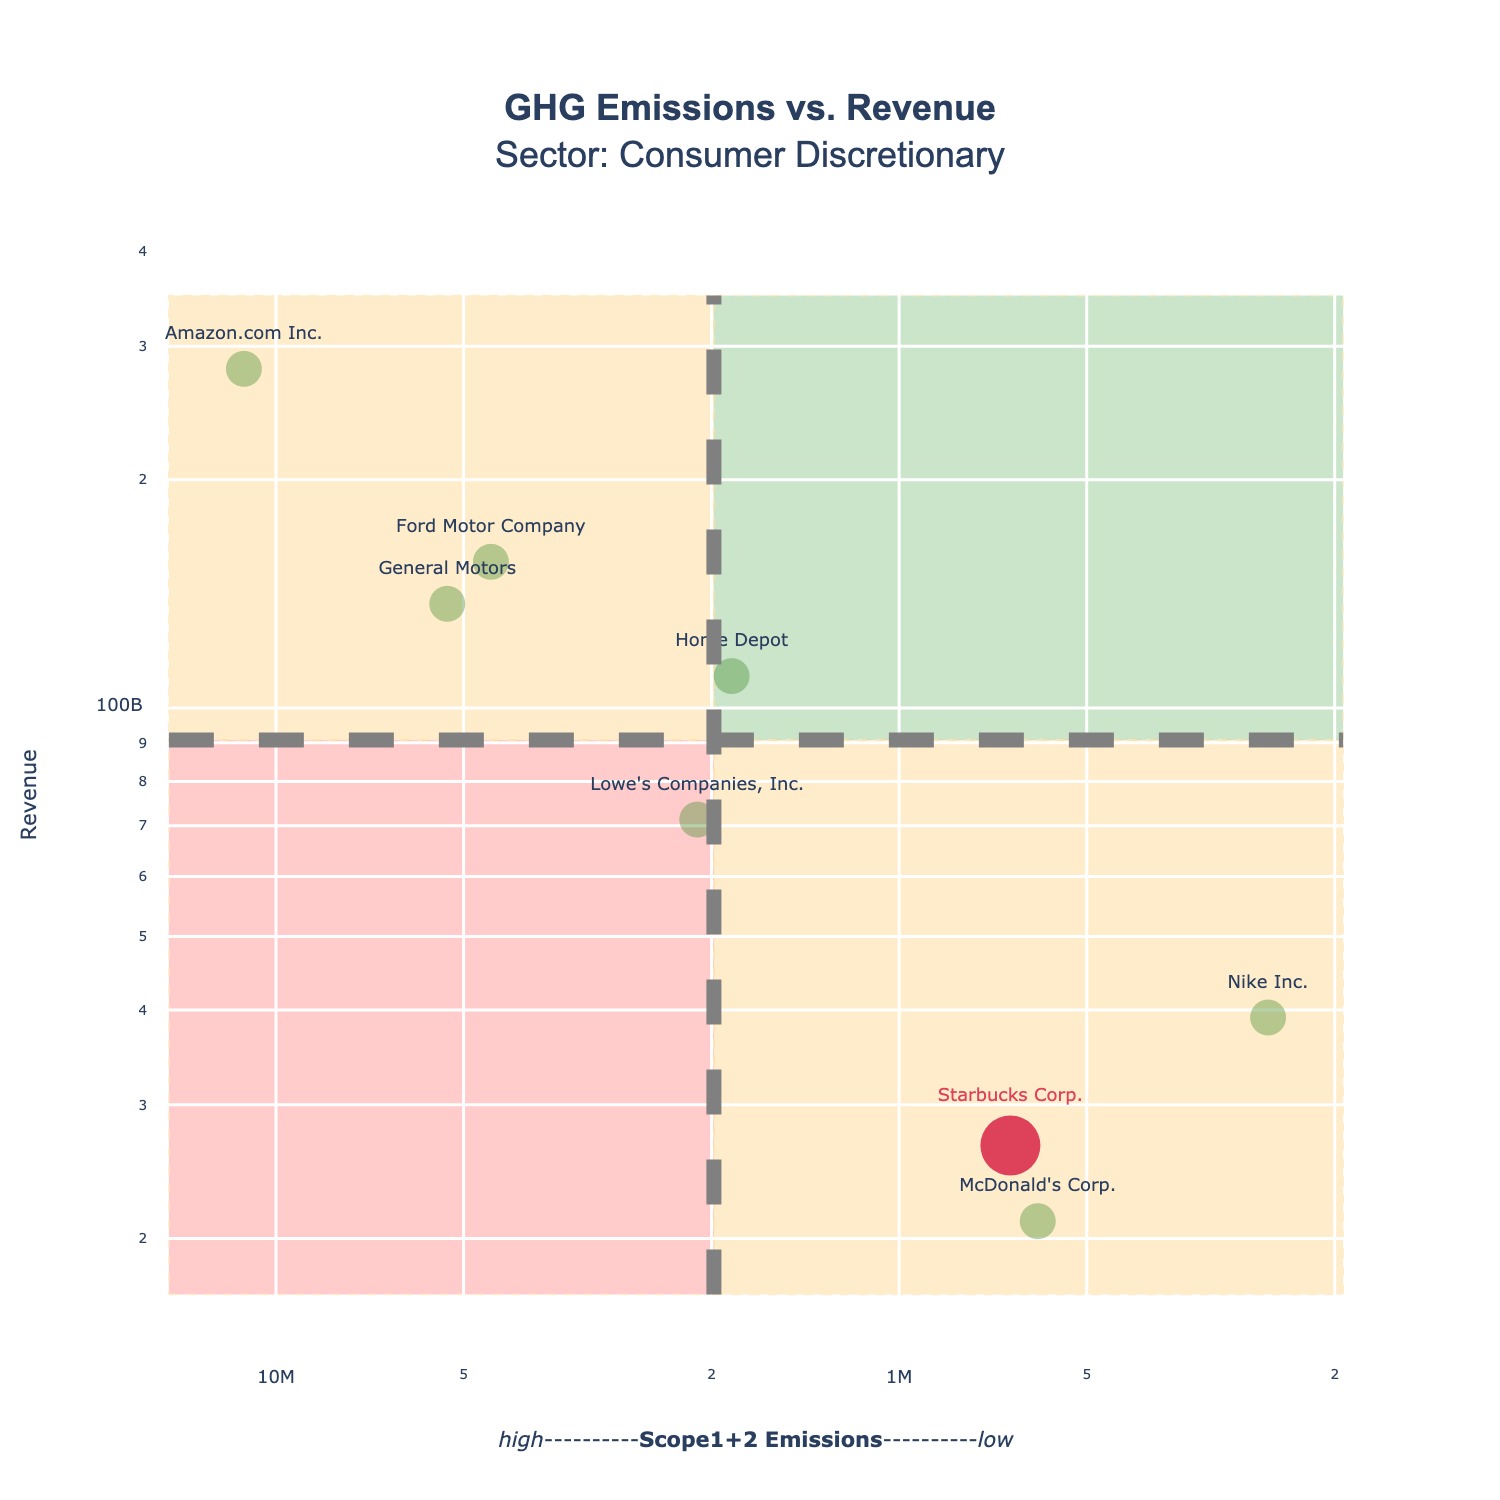 GHG Emissions vs. Revenue
Sector: Consumer Discretionary
4
Amazon.com Inc.
3
2
Ford Motor Company
General Motors
Home Depot
100B
9
Lowe's Companies, Inc.
8
7
Revenue
6
5
Nike Inc.
4
Starbucks Corp.
3
McDonald's Corp.
2
10M 5 2 1M 5 2
high----------Scope1+2 Emissions----------low